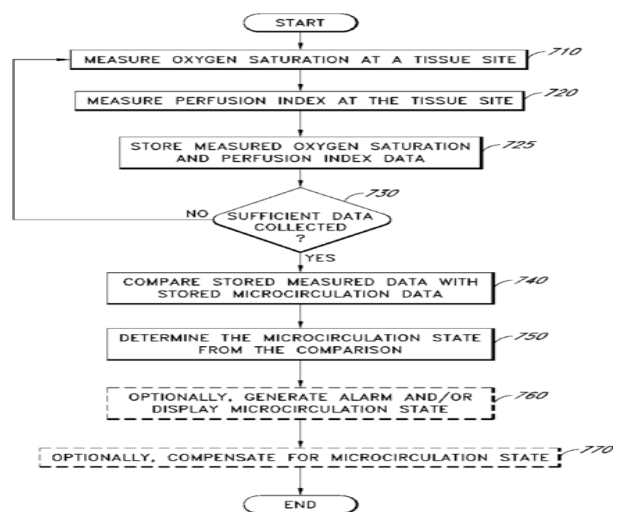 START
MEASURE OXYGEN SATURATION AT A TISSUE SITE 710
MEASURE PERFUSION INDEX AT THE TISSUE SITE 720
STORE MEASURED OXYGEN SATURATION
AND PERFUSION INDEX DATA
725
730
NO
SUFFICIENT DATA
COLLECTED
?
YES
COMPARE STORED MEASURED DATA WITH
STORED MICROCIRCULATION DATA
740
DETERMINE THE MICROCIRCULATION STATE
FROM THE COMPARISON
750
OPTIONALLY, GENERATE ALARM AND/OR
DISPLAY MICROCIRCULATION STATE
760
OPTIONALLY, COMPENSATE FOR MICROCIRCULATION STATE 770
END